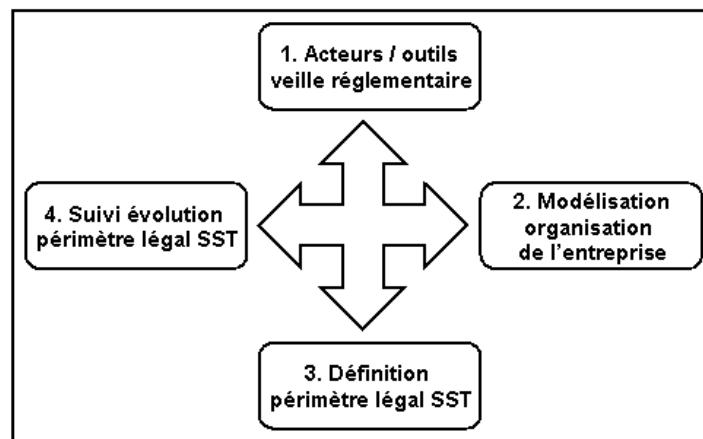 1. Acteurs / outils
veille réglementaire
2. Modélisation
organisation
de l'entreprise
3. Définition
périmètre légal SST
4. Suivi évolution
périmètre légal SST